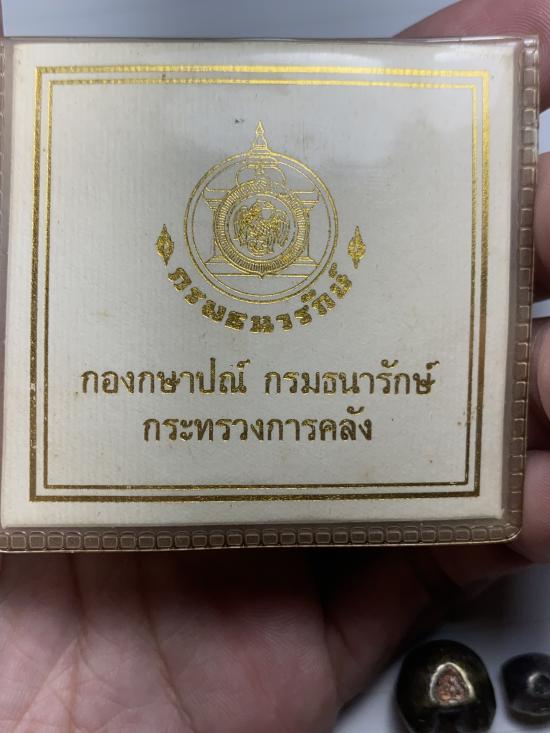 กรมธนารักษ์
กองกษาปณ์ กรมธนารักษ์
กระทรวงการคลัง